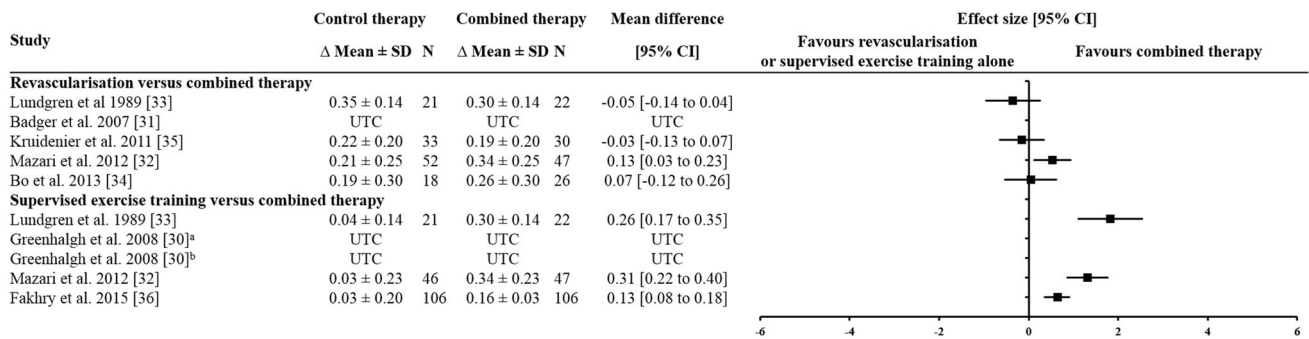 Control therapy Combined therapy Mean difference Effect size [95% CI]
Study
Δ Mean ± SD N Δ Mean ± SD N [95% CI] Favours revascularisation
or supervised exercise training alone Favours combined therapy
Revascularisation versus combined therapy
Lundgren et al 1989 [33] 0.35 ± 0.14 21 0.30 ± 0.14 22 -0.05 [-0.14 to 0.04]
Badger et al. 2007 [31] UTC UTC UTC
Kruidenier et al. 2011 [35] 0.22 ± 0.20 33 0.19 ± 0.20 30 -0.03 [-0.13 to 0.07]
Mazari et al. 2012 [32] 0.21 ± 0.25 52 0.34 ± 0.25 47 0.13 [0.03 to 0.23]
Bo et al. 2013 [34] 0.19 ± 0.30 18 0.26 ± 0.30 26 0.07 [-0.12 to 0.26]
Supervised exercise training versus combined therapy
Lundgren et al. 1989 [33] 0.04 ± 0.14 21 0.30 ± 0.14 22 0.26 [0.17 to 0.35]
Greenhalgh et al. 2008 [30]ᵃ UTC UTC UTC
Greenhalgh et al. 2008 [30]ᵇ UTC UTC UTC
Mazari et al. 2012 [32] 0.03 ± 0.23 46 0.34 ± 0.23 47 0.31 [0.22 to 0.40]
Fakhry et al. 2015 [36] 0.03 ± 0.20 106 0.16 ± 0.03 106 0.13 [0.08 to 0.18]
-6 -4 -2 0 2 4 6